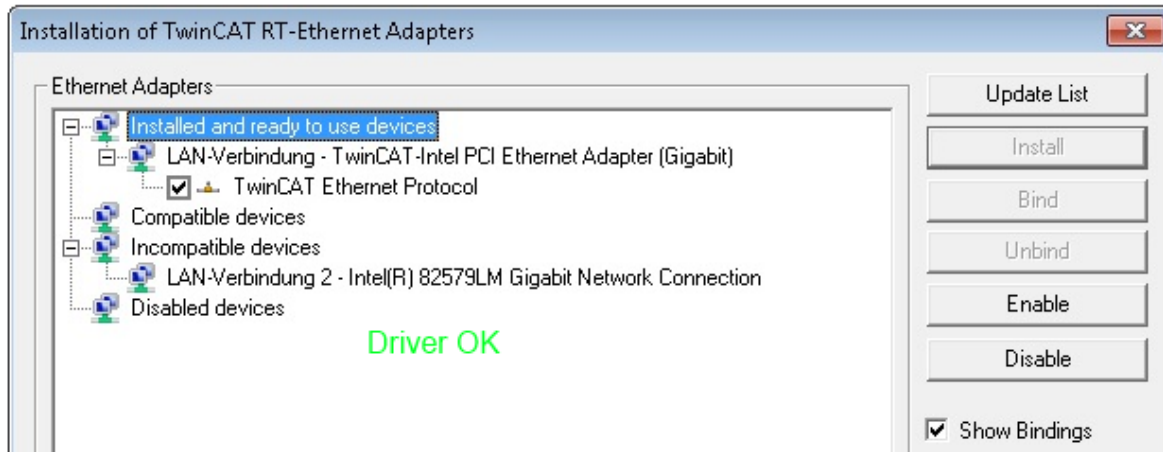 Installation of TwinCAT RT-Ethernet Adapters
Ethernet Adapters
Installed and ready to use devices
LAN-Verbindung - TwinCAT-Intel PCI Ethernet Adapter (Gigabit)
TwinCAT Ethernet Protocol
Compatible devices
Incompatible devices
LAN-Verbindung 2 - Intel(R) 82579LM Gigabit Network Connection
Disabled devices
Driver OK
Update List
Install
Bind
Unbind
Enable
Disable
Show Bindings